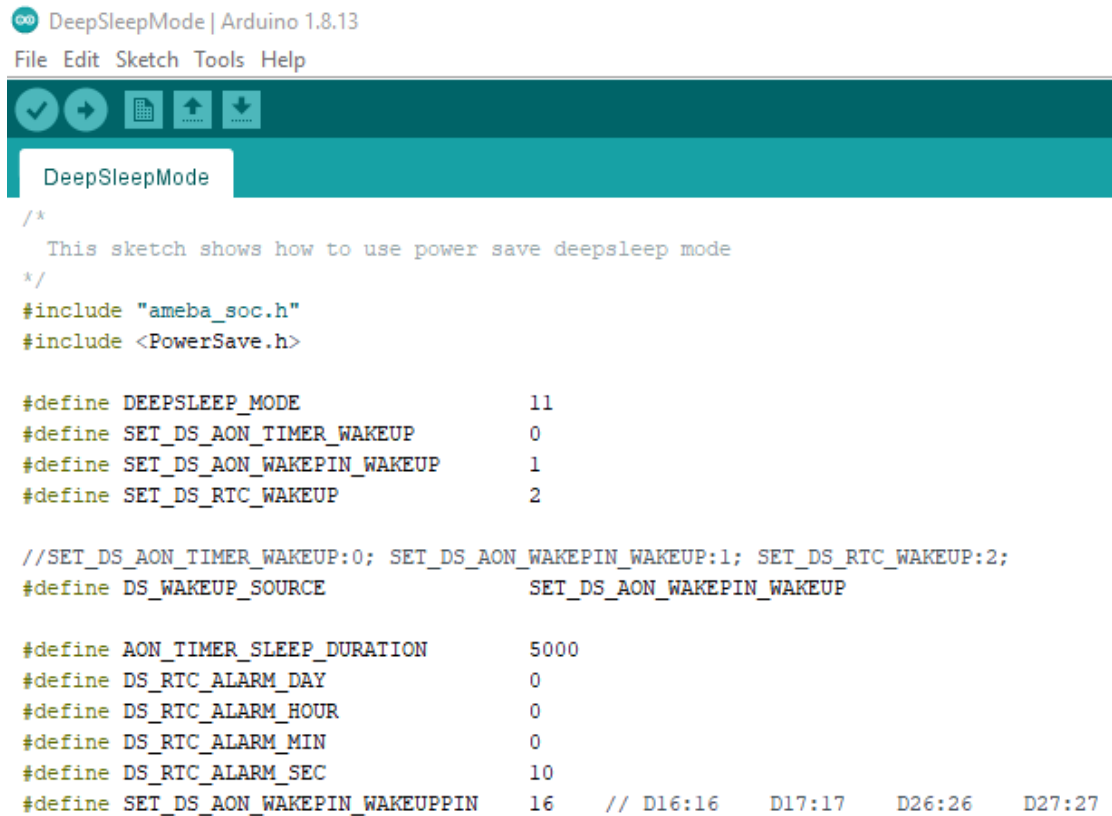 DeepSleepMode | Arduino 1.8.13
File Edit Sketch Tools Help
DeepSleepMode
/*
  This sketch shows how to use power save deepsleep mode
*/
#include "ameba_soc.h"
#include <PowerSave.h>

#define DEEPSLEEP_MODE                  11
#define SET_DS_AON_TIMER_WAKEUP         0
#define SET_DS_AON_WAKEPIN_WAKEUP       1
#define SET_DS_RTC_WAKEUP               2

//SET_DS_AON_TIMER_WAKEUP:0; SET_DS_AON_WAKEPIN_WAKEUP:1; SET_DS_RTC_WAKEUP:2;
#define DS_WAKEUP_SOURCE                SET_DS_AON_WAKEPIN_WAKEUP

#define AON_TIMER_SLEEP_DURATION        5000
#define DS_RTC_ALARM_DAY                0
#define DS_RTC_ALARM_HOUR               0
#define DS_RTC_ALARM_MIN                0
#define DS_RTC_ALARM_SEC                10
#define SET_DS_AON_WAKEPIN_WAKEUPPIN    16    // D16:16    D17:17    D26:26    D27:27